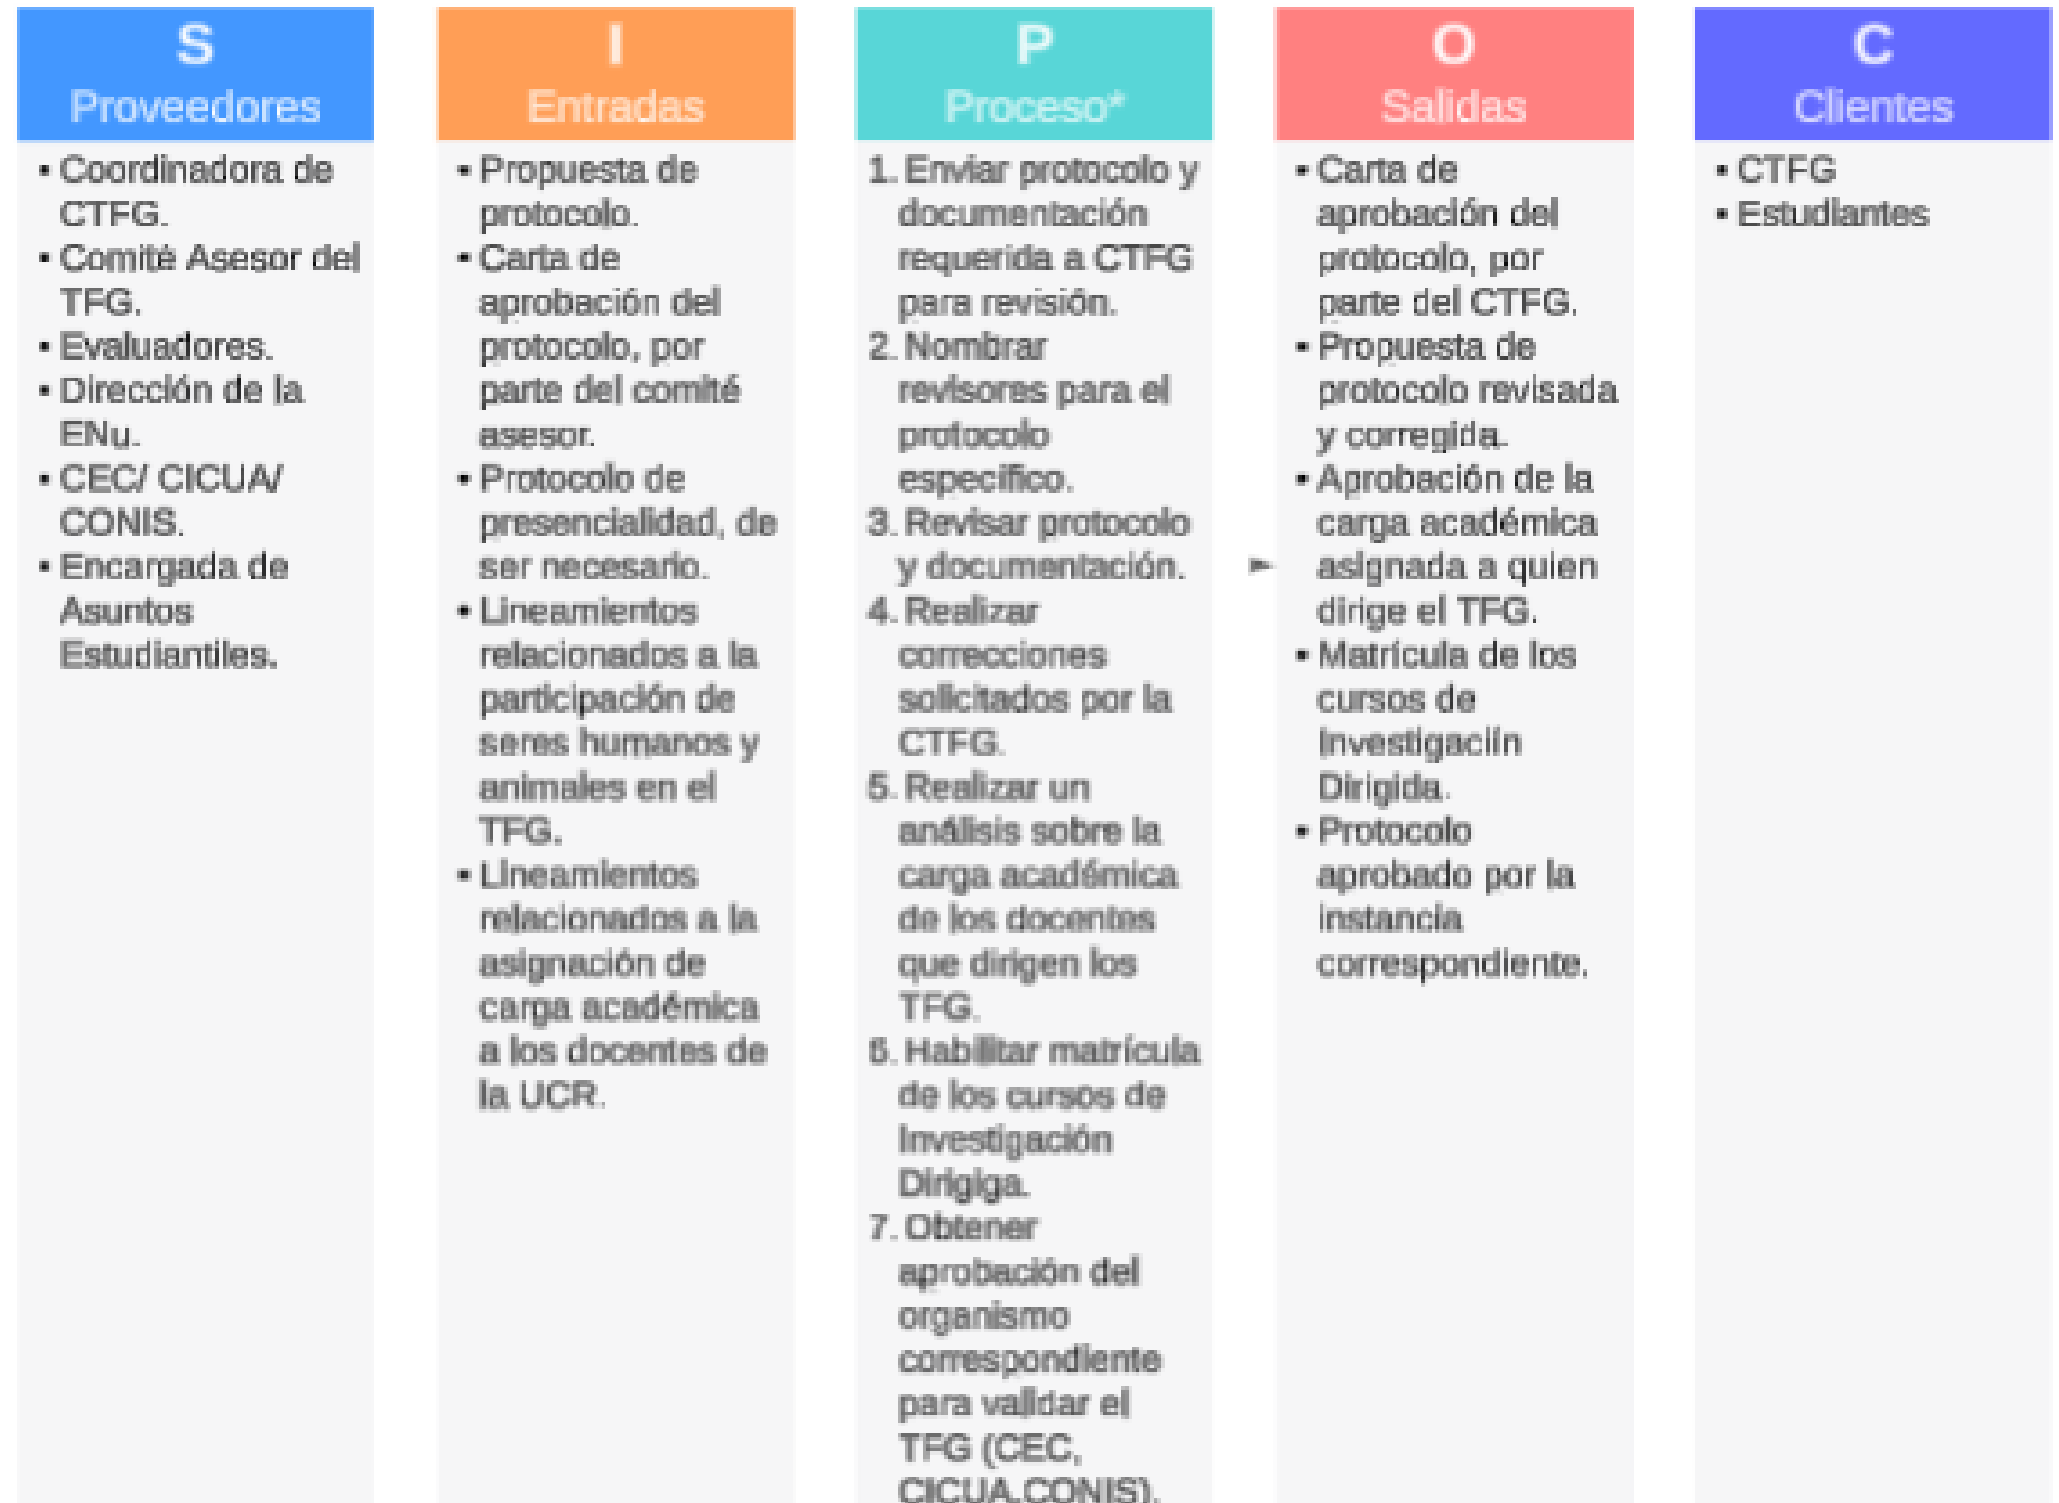 S
Proveedores
• Coordinadora de
CTFG.
• Comité Asesor del
TFG.
• Evaluadores.
• Dirección de la
ENu.
• CEC/ CICUA/
CONIS.
• Encargada de
Asuntos
Estudiantiles.
I
Entradas
• Propuesta de
protocolo.
• Carta de
aprobación del
protocolo, por
parte del comité
asesor.
• Protocolo de
presencialidad, de
ser necesario.
• Lineamientos
relacionados a la
participación de
seres humanos y
animales en el
TFG.
• Lineamientos
relacionados a la
asignación de
carga académica
a los docentes de
la UCR.
P
Proceso*
1. Enviar protocolo y
documentación
requerida a CTFG
para revisión.
2. Nombrar
revisores para el
protocolo
específico.
3. Revisar protocolo
y documentación.
4. Realizar
correcciones
solicitados por la
CTFG.
5. Realizar un
análisis sobre la
carga académica
de los docentes
que dirigen los
TFG.
6. Habilitar matrícula
de los cursos de
Investigación
Dirigiga.
7. Obtener
aprobación del
organismo
correspondiente
para validar el
TFG (CEC,
CICUA,CONIS).
O
Salidas
• Carta de
aprobación del
protocolo, por
parte del CTFG.
• Propuesta de
protocolo revisada
y corregida.
• Aprobación de la
carga académica
asignada a quien
dirige el TFG.
• Matrícula de los
cursos de
Investigaciín
Dirigida.
• Protocolo
aprobado por la
instancia
correspondiente.
C
Clientes
• CTFG
• Estudiantes